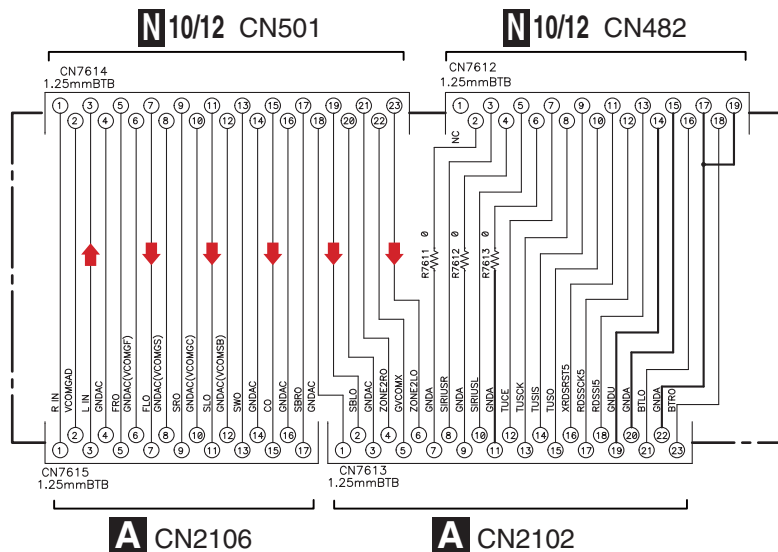 N 10/12 CN501
N 10/12 CN482
CN7614
1.25mmBTB
CN7612
1.25mmBTB
1 3 5 7 9 11 13 15 17 19 21 23
2 4 6 8 10 12 14 16 18 20 22
1 3 5 7 9 11 13 15 17 19
2 4 6 8 10 12 14 16 18
NC
R7611 0
R7612 0
R7613 0
R IN
VCOMGAD
L IN
GNDAC
FRO
GNDAC(VCOMGF)
FLO
GNDAC(VCOMGS)
SRO
GNDAC(VCOMGC)
SLO
GNDAC(VCOMSB)
SWO
GNDAC
CO
GNDAC
SBRO
GNDAC
SBLO
GNDAC
ZONE2RO
GVCOMX
ZONE2LO
GNDA
SIRIUSR
GNDA
SIRIUSL
GNDA
TUCE
TUSCK
TUSIS
TUSO
XRDSRST5
RDSSCK5
RDSSI5
GNDU
GNDA
BTLO
GNDA
BTRO
2 4 6 8 10 12 14 16
1 3 5 7 9 11 13 15 17
2 4 6 8 10 12 14 16 18 20 22
1 3 5 7 9 11 13 15 17 19 21 23
CN7615
1.25mmBTB
CN7613
1.25mmBTB
A CN2106
A CN2102